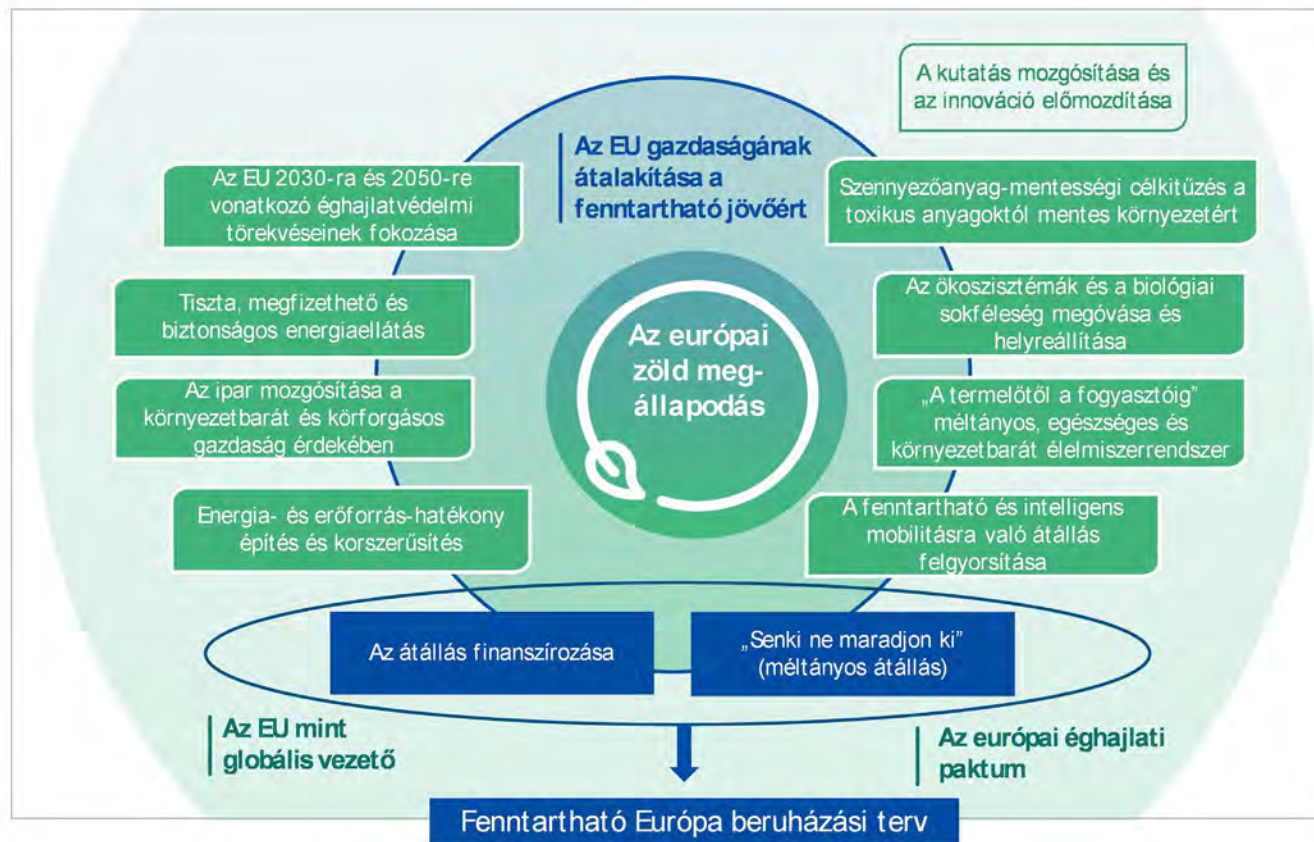 A kutatás mozgósítása és
az innováció előmozdítása
Az EU gazdaságának
átalakítása a
fenntartható jövőért
Az EU 2030-ra és 2050-re
vonatkozó éghajlatvédelmi
törekvéseinek fokozása
Szennyezőanyag-mentességi célkitűzés a
toxikus anyagoktól mentes környezetért
Tiszta, megfizethető és
biztonságos energiaellátás
Az ökoszisztémák és a biológiai
sokféleség megóvása és
helyreállítása
Az európai
zöld meg-
állapodás
Az ipar mozgósítása a
környezetbarát és körforgásos
gazdaság érdekében
„A termelőtől a fogyasztóig”
méltányos, egészséges és
környezetbarát élelmiszerrendszer
Energia- és erőforrás-hatékony
építés és korszerűsítés
A fenntartható és intelligens
mobilitásra való átállás
felgyorsítása
Az átállás finanszírozása
„Senki ne maradjon ki”
(méltányos átállás)
Az EU mint
globális vezető
Az európai éghajlati
paktum
Fenntartható Európa beruházási terv